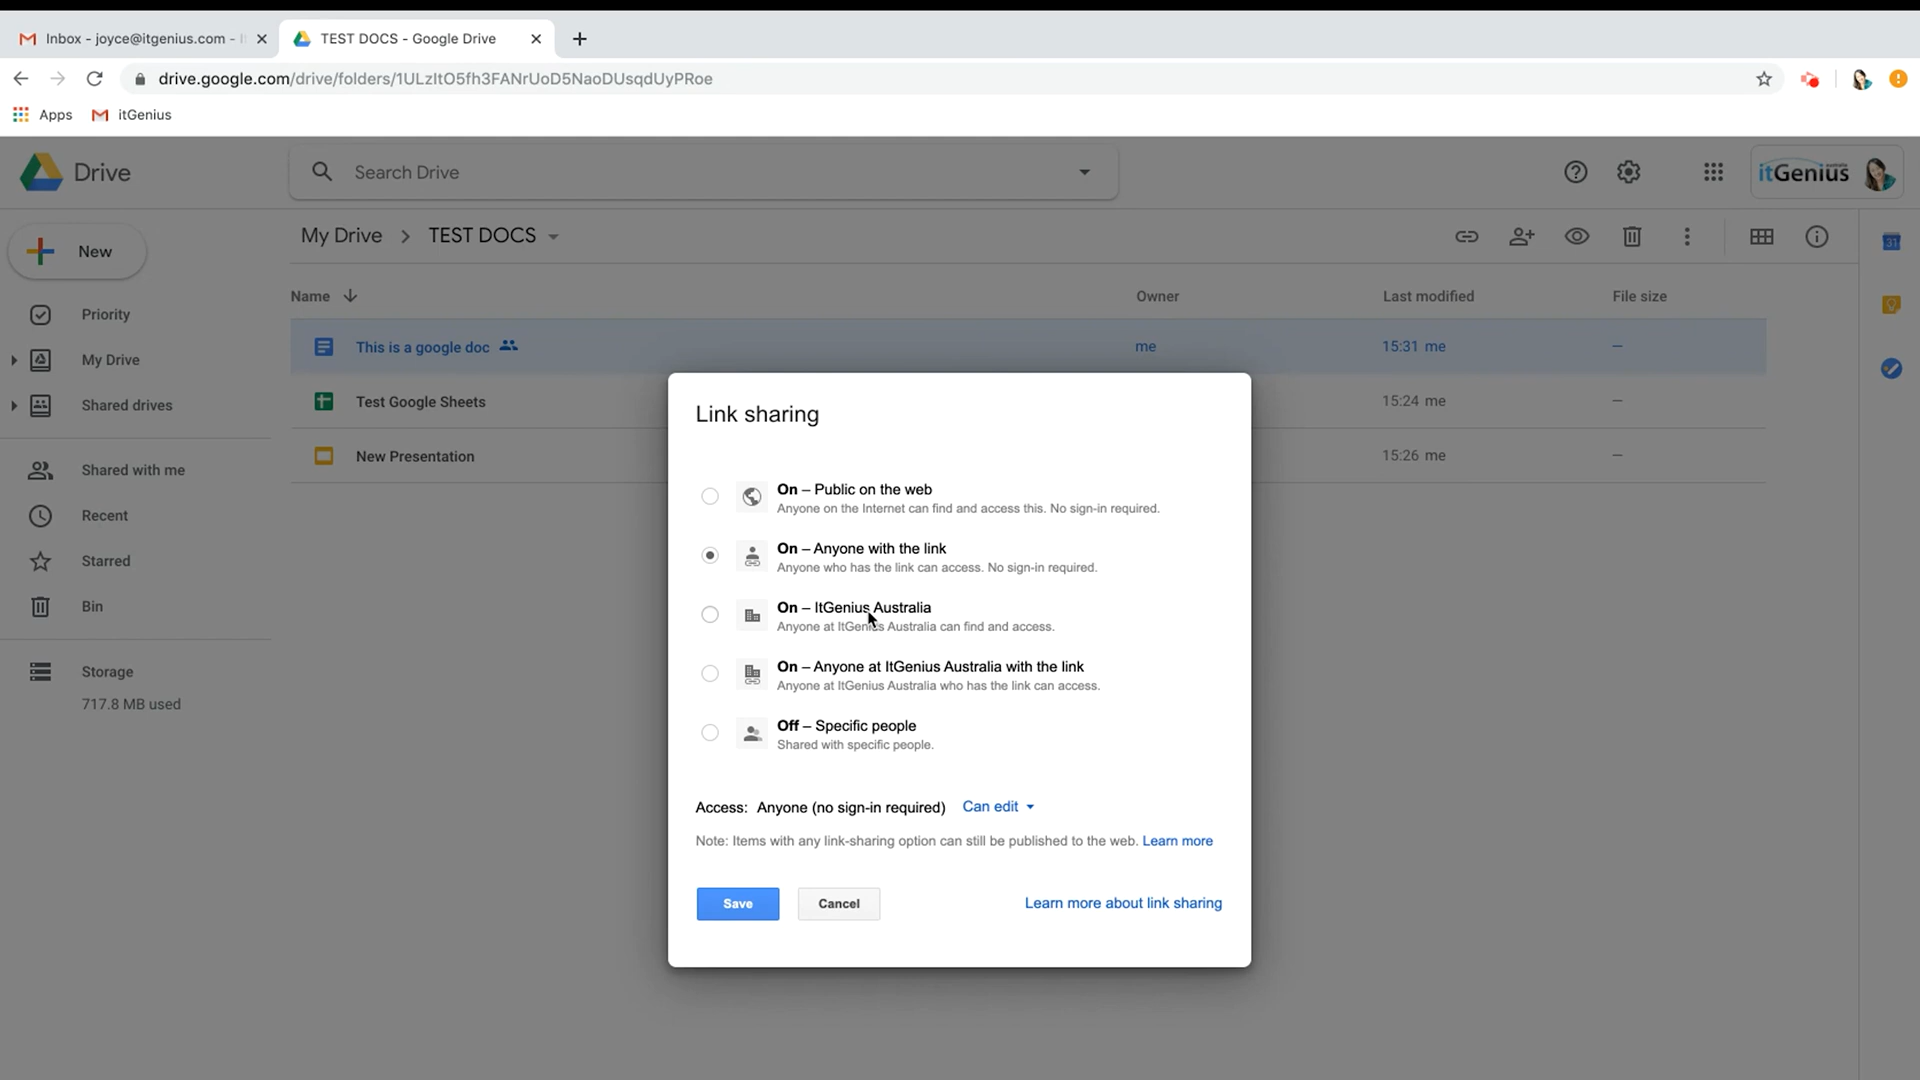 Inbox - joyce@itgenius.com -
TEST DOCS - Google Drive
drive.google.com/drive/folders/1ULzItO5fh3FANrUoD5NaoDUsqdUyPRoe
Apps
itGenius
Drive
Search Drive
itGenius
australia
New
My Drive
TEST DOCS
31
Priority
My Drive
Shared drives
Shared with me
Recent
Starred
Bin
Storage
717.8 MB used
Name
Owner
Last modified
File size
This is a google doc
me
15:31 me
—
Test Google Sheets
15:24 me
—
New Presentation
15:26 me
—
Link sharing
On – Public on the web
Anyone on the Internet can find and access this. No sign-in required.
On – Anyone with the link
Anyone who has the link can access. No sign-in required.
On – ItGenius Australia
Anyone at ItGenius Australia can find and access.
On – Anyone at ItGenius Australia with the link
Anyone at ItGenius Australia who has the link can access.
Off – Specific people
Shared with specific people.
Access: Anyone (no sign-in required) Can edit
Note: Items with any link-sharing option can still be published to the web. Learn more
Save
Cancel
Learn more about link sharing